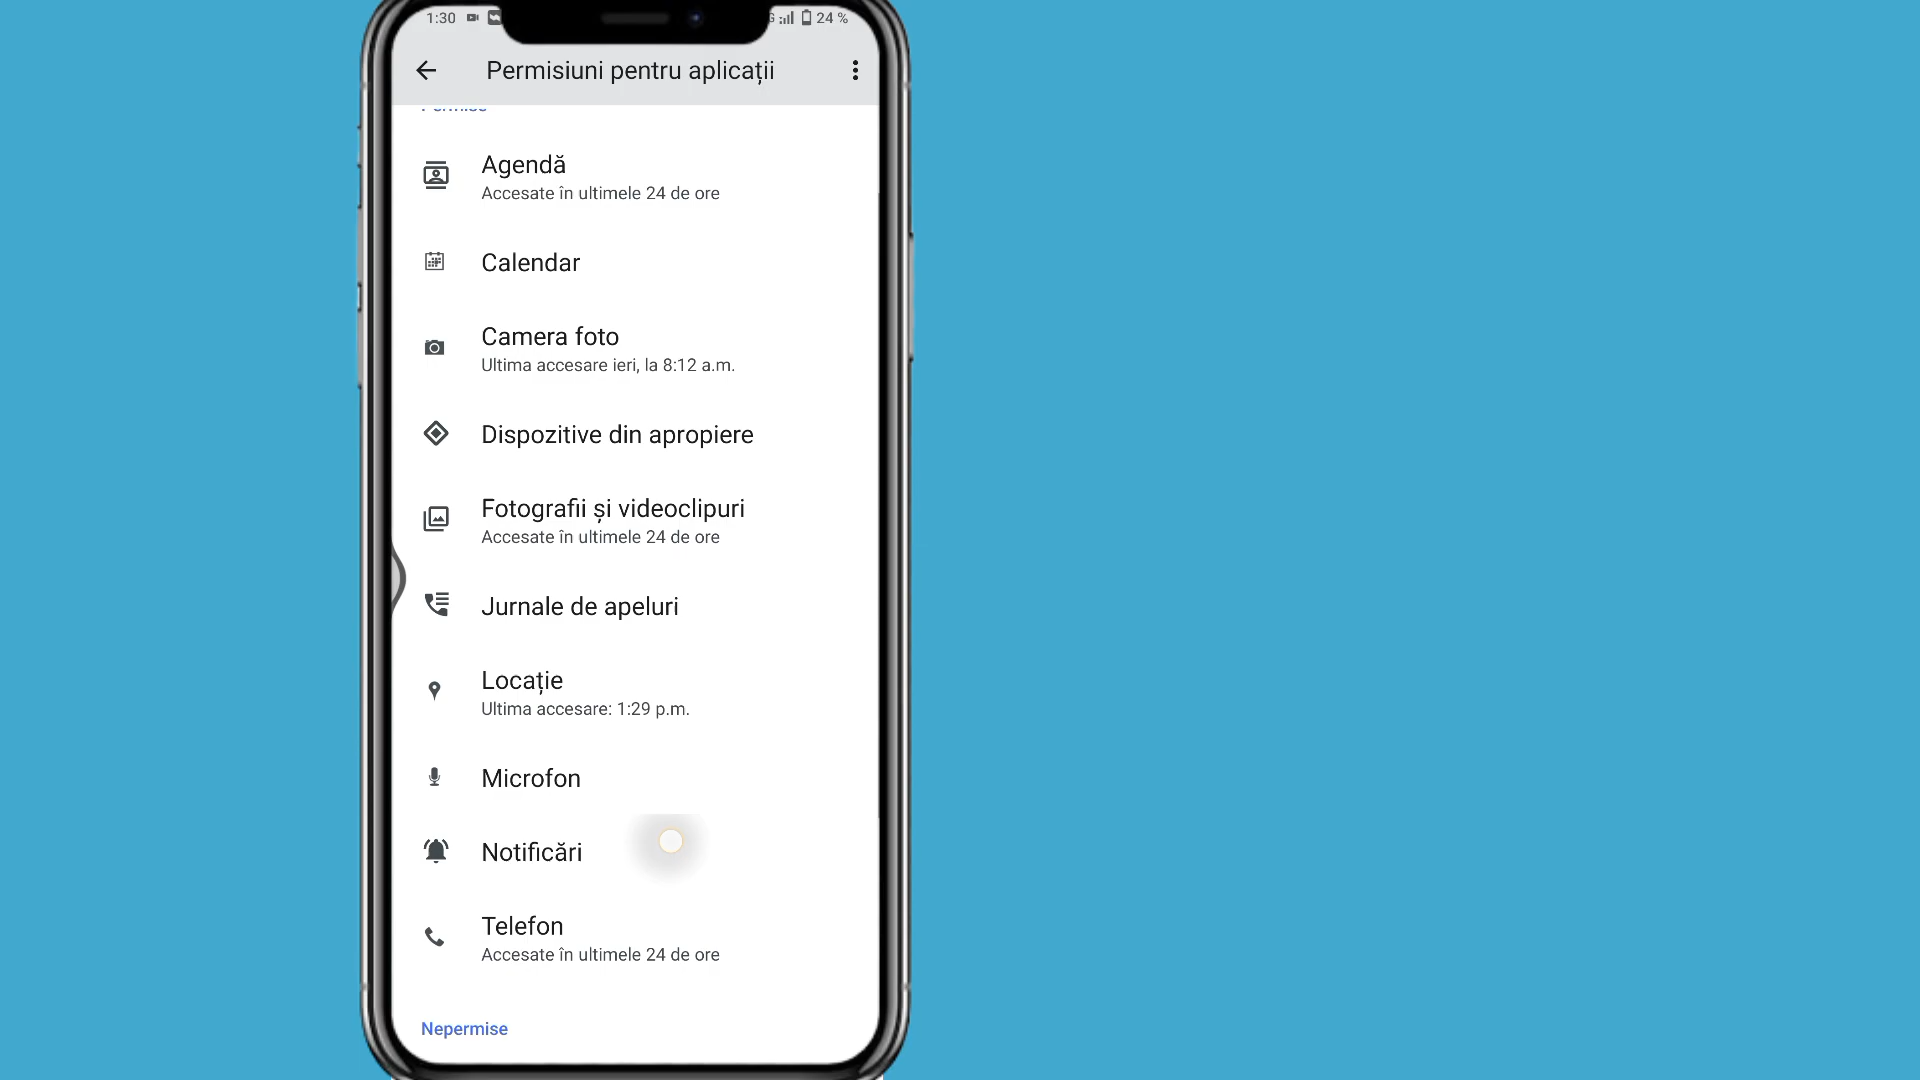 1:30
24 %
Permisiuni pentru aplicații
Permise
Agendă
Accesate în ultimele 24 de ore
Calendar
Camera foto
Ultima accesare ieri, la 8:12 a.m.
Dispozitive din apropiere
Fotografii și videoclipuri
Accesate în ultimele 24 de ore
Jurnale de apeluri
Locație
Ultima accesare: 1:29 p.m.
Microfon
Notificări
Telefon
Accesate în ultimele 24 de ore
Nepermise